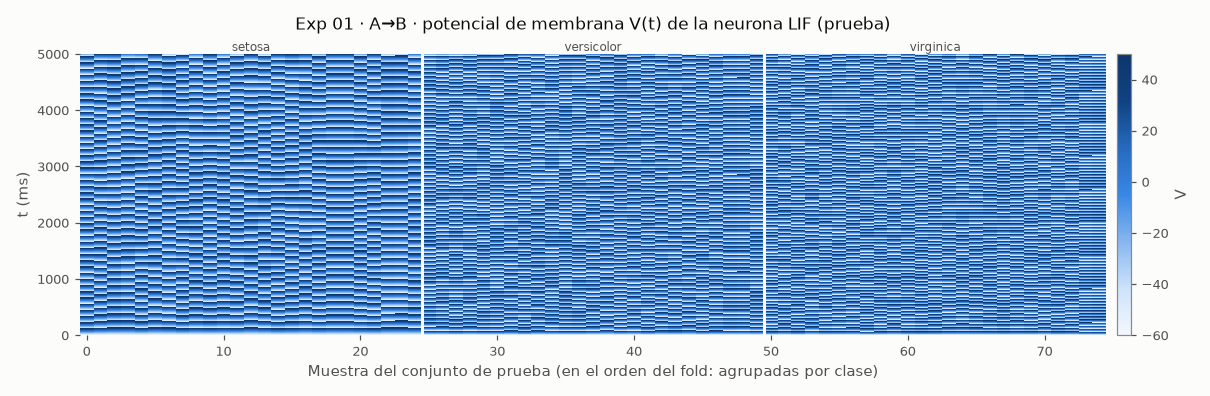 Exp 01 · A→B · potencial de membrana V(t) de la neurona LIF (prueba)
setosa versicolor virginica
5000
4000
3000
2000
1000
0
t (ms)
0 10 20 30 40 50 60 70
Muestra del conjunto de prueba (en el orden del fold: agrupadas por clase)
40
20
0
−20
−40
−60
V